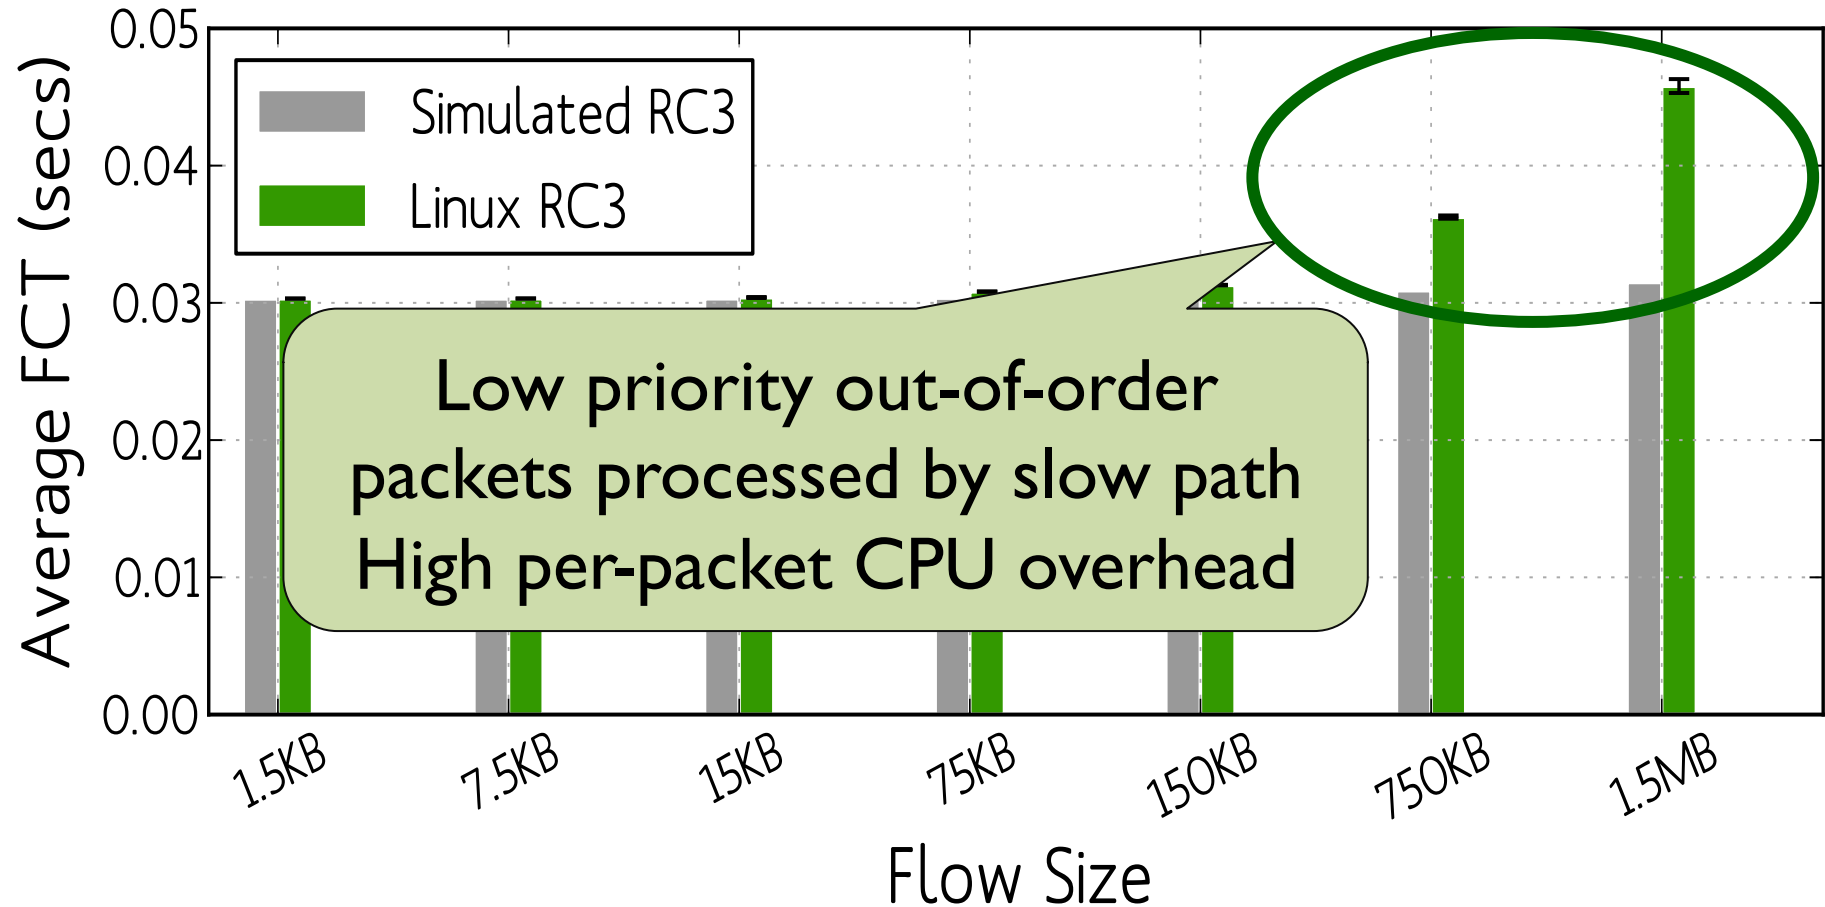 0.05
0.04
0.03
0.02
0.01
0.00
Average FCT (secs)
Simulated RC3
Linux RC3
Low priority out-of-order
packets processed by slow path
High per-packet CPU overhead
1.5KB
7.5KB
15KB
75KB
150KB
750KB
1.5MB
Flow Size